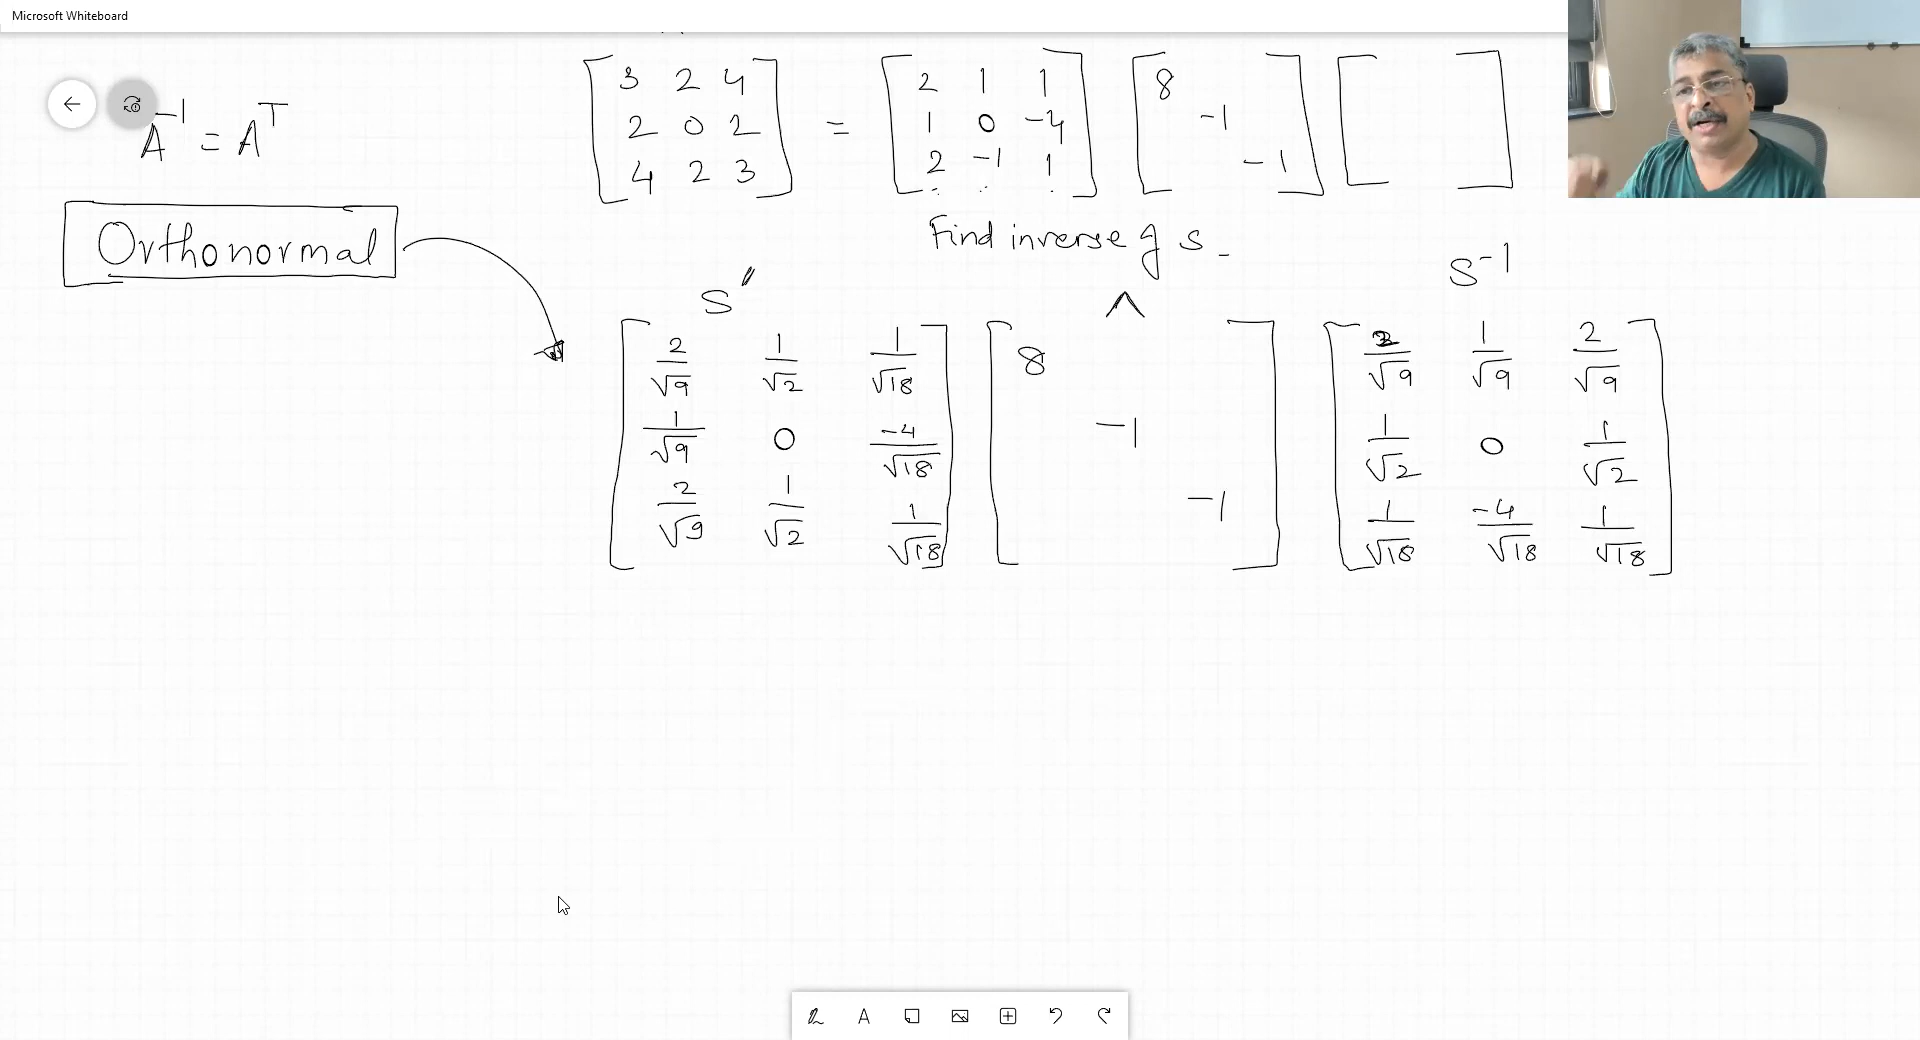 Microsoft Whiteboard
A⁻¹ = Aᵀ
Orthonormal
3 2 4
2 0 2
4 2 3
=
2 1 1
1 0 -4
2 -1 1
8
-1
-1
Find inverse of S
S
Λ
S⁻¹
2/√9 1/√2 1/√18
1/√9 0 -4/√18
2/√9 1/√2 1/√18
8
-1
-1
2/√9 1/√9 2/√9
1/√2 0 1/√2
1/√18 -4/√18 1/√18
A